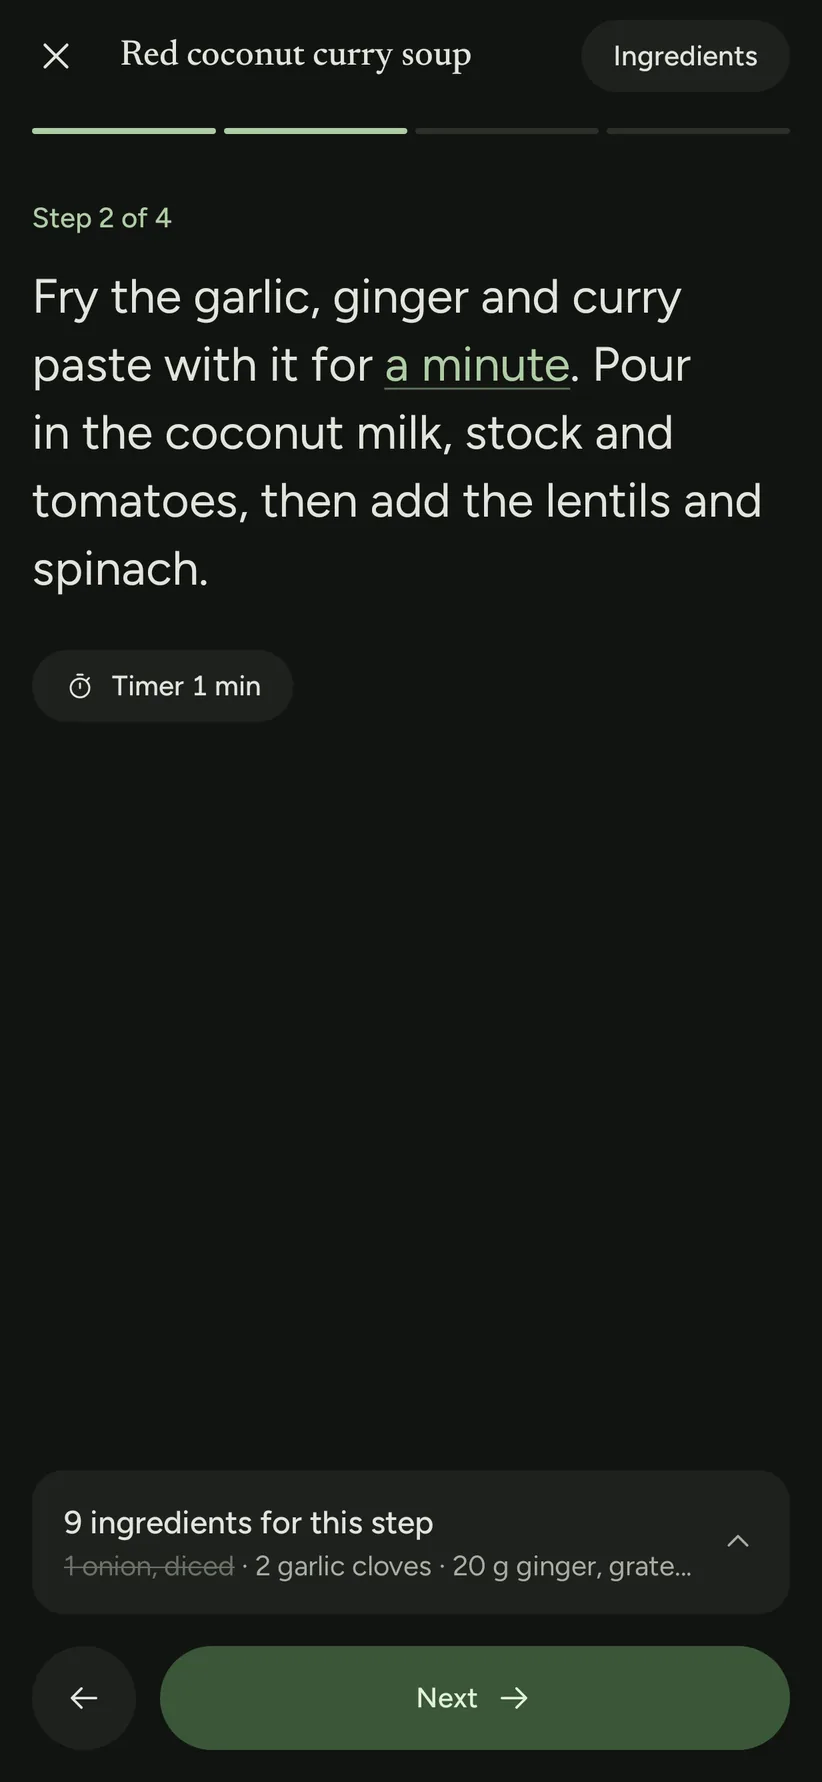 Red coconut curry soup
Ingredients
Step 2 of 4
Fry the garlic, ginger and curry
paste with it for a minute. Pour
in the coconut milk, stock and
tomatoes, then add the lentils and
spinach.
Timer 1 min
9 ingredients for this step
1 onion, diced · 2 garlic cloves · 20 g ginger, grate...
Next